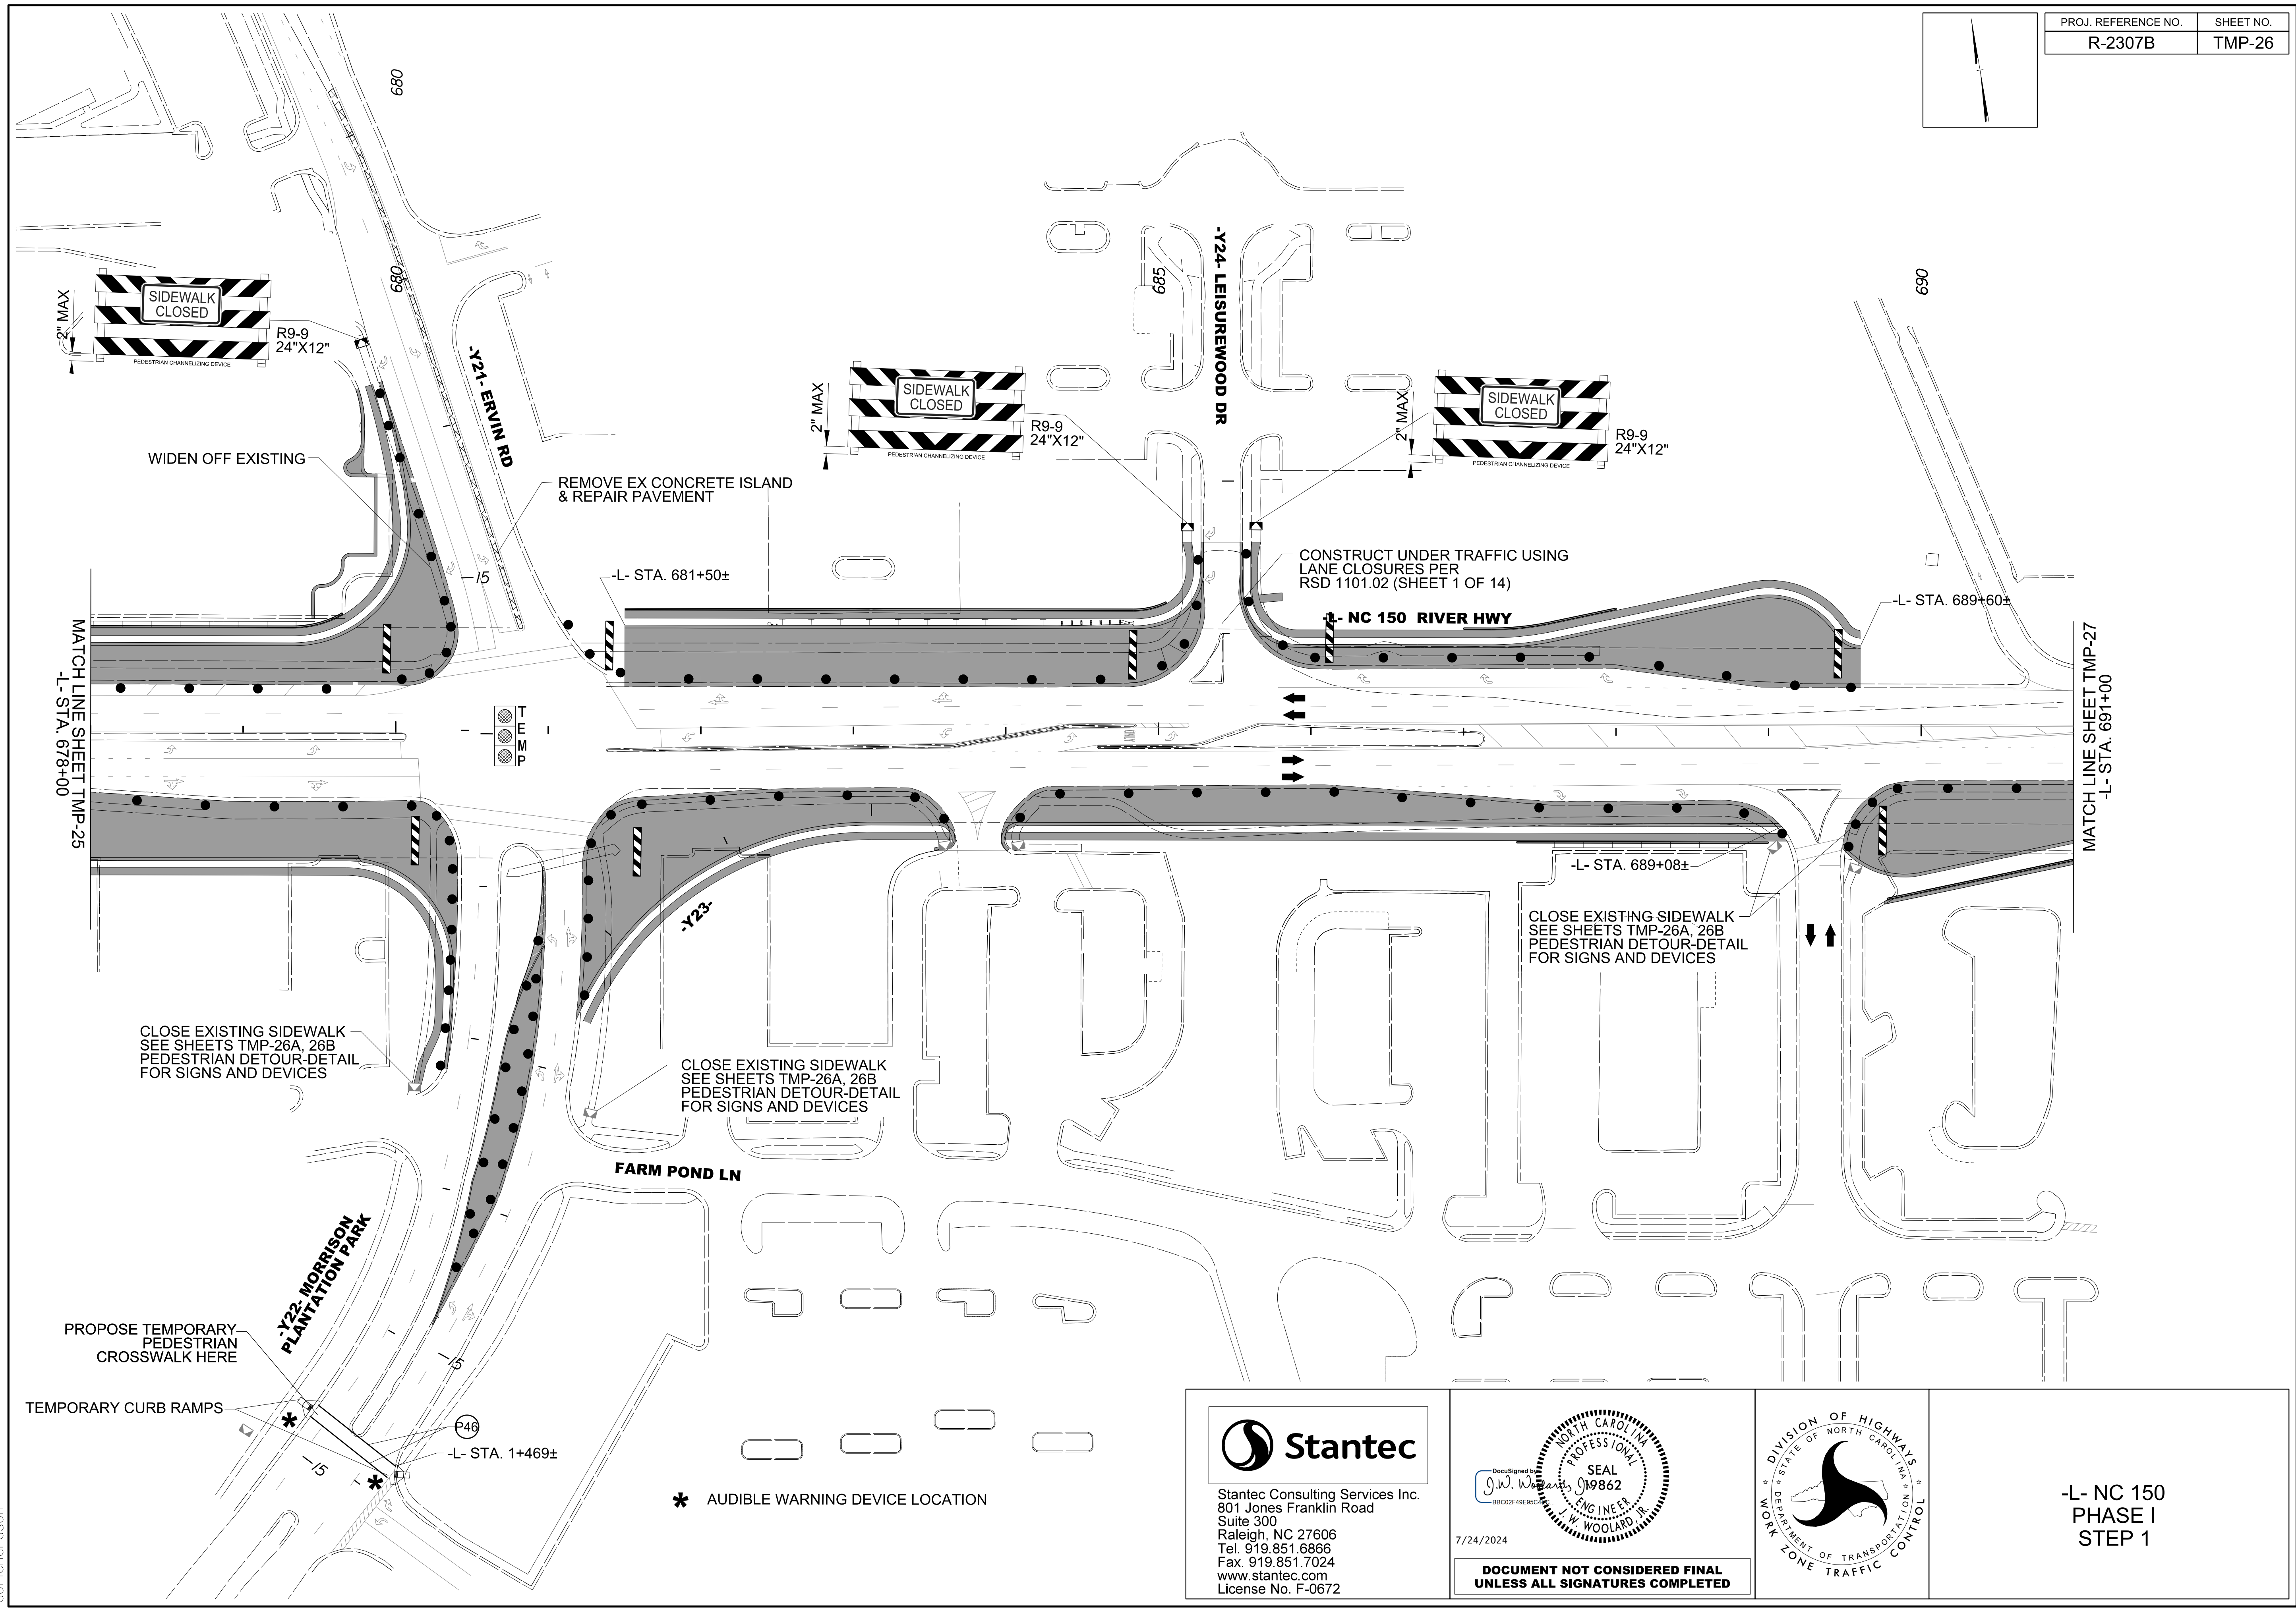 PROJ. REFERENCE NO.
SHEET NO.
R-2307B
TMP-26
680
680
685
690
SIDEWALK
CLOSED
2" MAX
R9-9
24"X12"
PEDESTRIAN CHANNELIZING DEVICE
-Y21- ERVIN RD
-Y24- LEISUREWOOD DR
SIDEWALK
CLOSED
2" MAX
R9-9
24"X12"
PEDESTRIAN CHANNELIZING DEVICE
SIDEWALK
CLOSED
2" MAX
R9-9
24"X12"
PEDESTRIAN CHANNELIZING DEVICE
WIDEN OFF EXISTING
REMOVE EX CONCRETE ISLAND
& REPAIR PAVEMENT
15
-L- STA. 681+50±
CONSTRUCT UNDER TRAFFIC USING
LANE CLOSURES PER
RSD 1101.02 (SHEET 1 OF 14)
-L- NC 150 RIVER HWY
-L- STA. 689+60±
MATCH LINE SHEET TMP-25
-L- STA. 678+00
MATCH LINE SHEET TMP-27
-L- STA. 691+00
T
E
M
P
ONLY
-L- STA. 689+08±
-Y23-
CLOSE EXISTING SIDEWALK
SEE SHEETS TMP-26A, 26B
PEDESTRIAN DETOUR-DETAIL
FOR SIGNS AND DEVICES
CLOSE EXISTING SIDEWALK
SEE SHEETS TMP-26A, 26B
PEDESTRIAN DETOUR-DETAIL
FOR SIGNS AND DEVICES
CLOSE EXISTING SIDEWALK
SEE SHEETS TMP-26A, 26B
PEDESTRIAN DETOUR-DETAIL
FOR SIGNS AND DEVICES
FARM POND LN
-Y22- MORRISON
PLANTATION PARK
PROPOSE TEMPORARY
PEDESTRIAN
CROSSWALK HERE
15
TEMPORARY CURB RAMPS
*
P46
-L- STA. 1+469±
15
*
* AUDIBLE WARNING DEVICE LOCATION
Stantec
Stantec Consulting Services Inc.
801 Jones Franklin Road
Suite 300
Raleigh, NC 27606
Tel. 919.851.6866
Fax. 919.851.7024
www.stantec.com
License No. F-0672
NORTH CAROLINA
PROFESSIONAL
SEAL
19862
ENGINEER
J. W. WOOLARD, JR.
DocuSigned by
J.W. Woolard, Jr.
7/24/2024
DOCUMENT NOT CONSIDERED FINAL
UNLESS ALL SIGNATURES COMPLETED
DIVISION OF HIGHWAYS
STATE OF NORTH CAROLINA
DEPARTMENT OF TRANSPORTATION
WORK ZONE TRAFFIC CONTROL
-L- NC 150
PHASE I
STEP 1